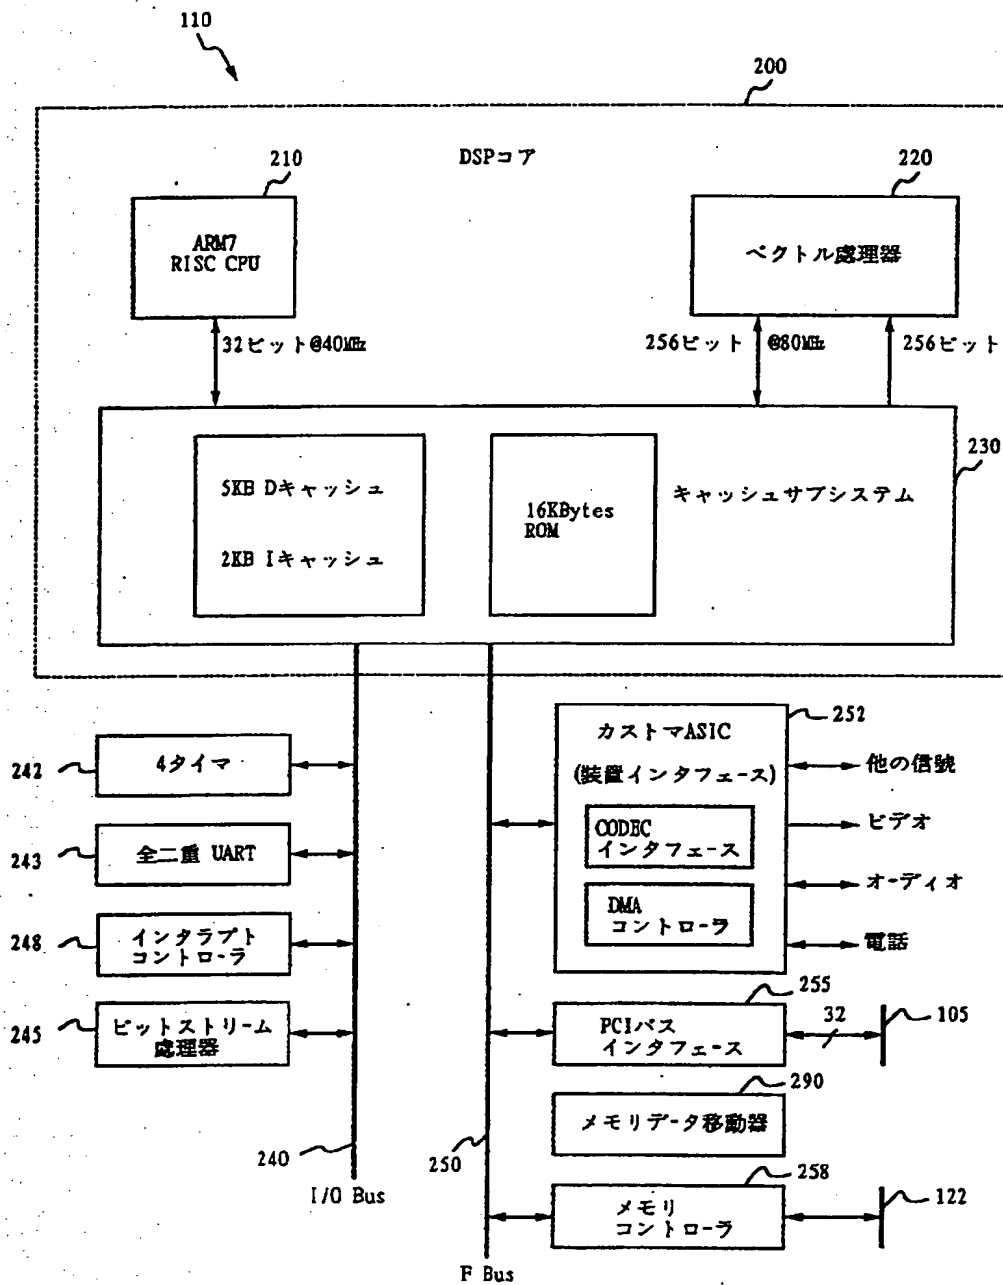 110
200
DSPコア
210
220
ARM7
RISC CPU
ベクトル處理器
32ビット@40MHz
256ビット
@80MHz
256ビット
230
5KB Dキャッシュ
2KB Iキャッシュ
16KBytes
ROM
キャッシュサブシステム
242
4タイマ
243
全二重 UART
248
インタラプト
コントローラ
245
ビットストリーム
處理器
240
I/O Bus
250
F Bus
252
カストマASIC
(装置インタフェース)
CODEC
インタフェース
DMA
コントローラ
他の信號
ビデオ
オーディオ
電話
255
PCIバス
インタフェース
32
105
290
メモリデータ移動器
258
メモリ
コントローラ
122